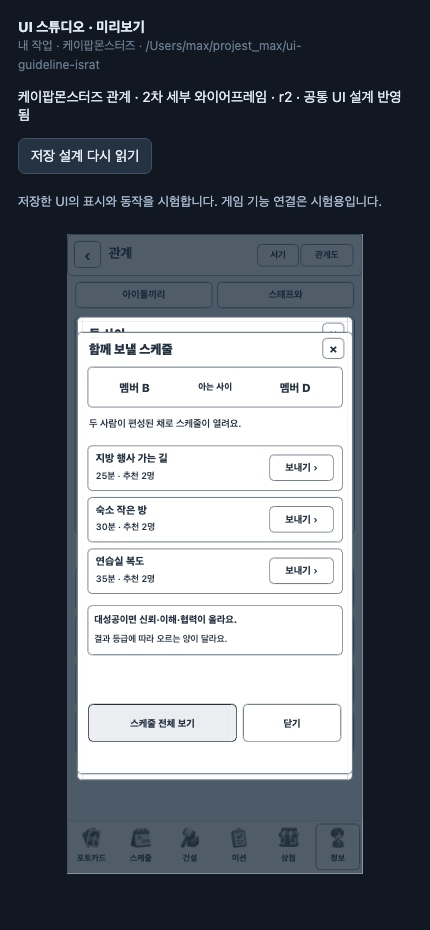 UI 스튜디오 · 미리보기
내 작업 · 케이팝몬스터즈 · /Users/max/projest_max/ui-
guideline-israt
케이팝몬스터즈 관계 · 2차 세부 와이어프레임 · r2 · 공통 UI 설계 반영
됨
저장 설계 다시 읽기
저장한 UI의 표시와 동작을 시험합니다. 게임 기능 연결은 시험용입니다.
‹ 관계 서기 관계도
아이돌끼리 스태프와
함께 보낼 스케줄 ×
멤버 B 아는 사이 멤버 D
두 사람이 편성된 채로 스케줄이 열려요.
지방 행사 가는 길
25분 · 추천 2명
보내기 ›
숙소 작은 방
30분 · 추천 2명
보내기 ›
연습실 복도
35분 · 추천 2명
보내기 ›
대성공이면 신뢰·이해·협력이 올라요.
결과 등급에 따라 오르는 양이 달라요.
스케줄 전체 보기 닫기
포토카드 스케줄 건설 미션 상점 정보